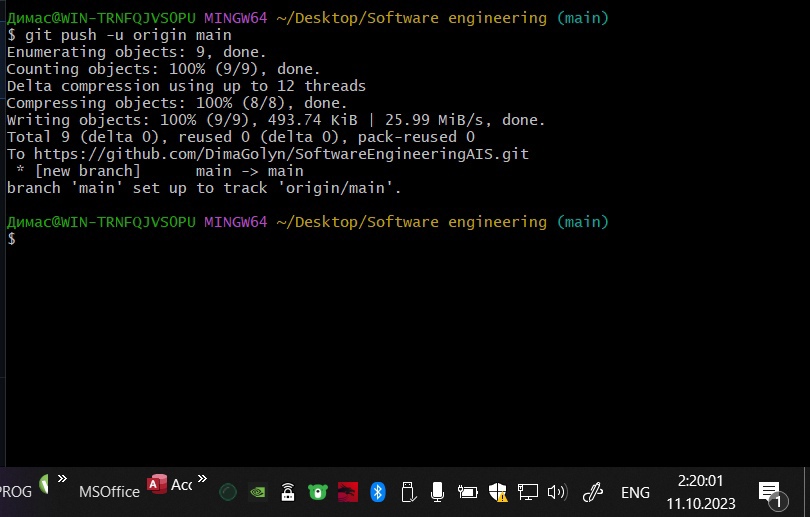 Димас@WIN-TRNFQJVSOPU MINGW64 ~/Desktop/Software engineering (main)
$ git push -u origin main
Enumerating objects: 9, done.
Counting objects: 100% (9/9), done.
Delta compression using up to 12 threads
Compressing objects: 100% (8/8), done.
Writing objects: 100% (9/9), 493.74 KiB | 25.99 MiB/s, done.
Total 9 (delta 0), reused 0 (delta 0), pack-reused 0
To https://github.com/DimaGolyn/SoftwareEngineeringAIS.git
 * [new branch]      main -> main
branch 'main' set up to track 'origin/main'.
Димас@WIN-TRNFQJVSOPU MINGW64 ~/Desktop/Software engineering (main)
$
PROG » MSOffice A Acc » ENG 2:20:01
11.10.2023 1